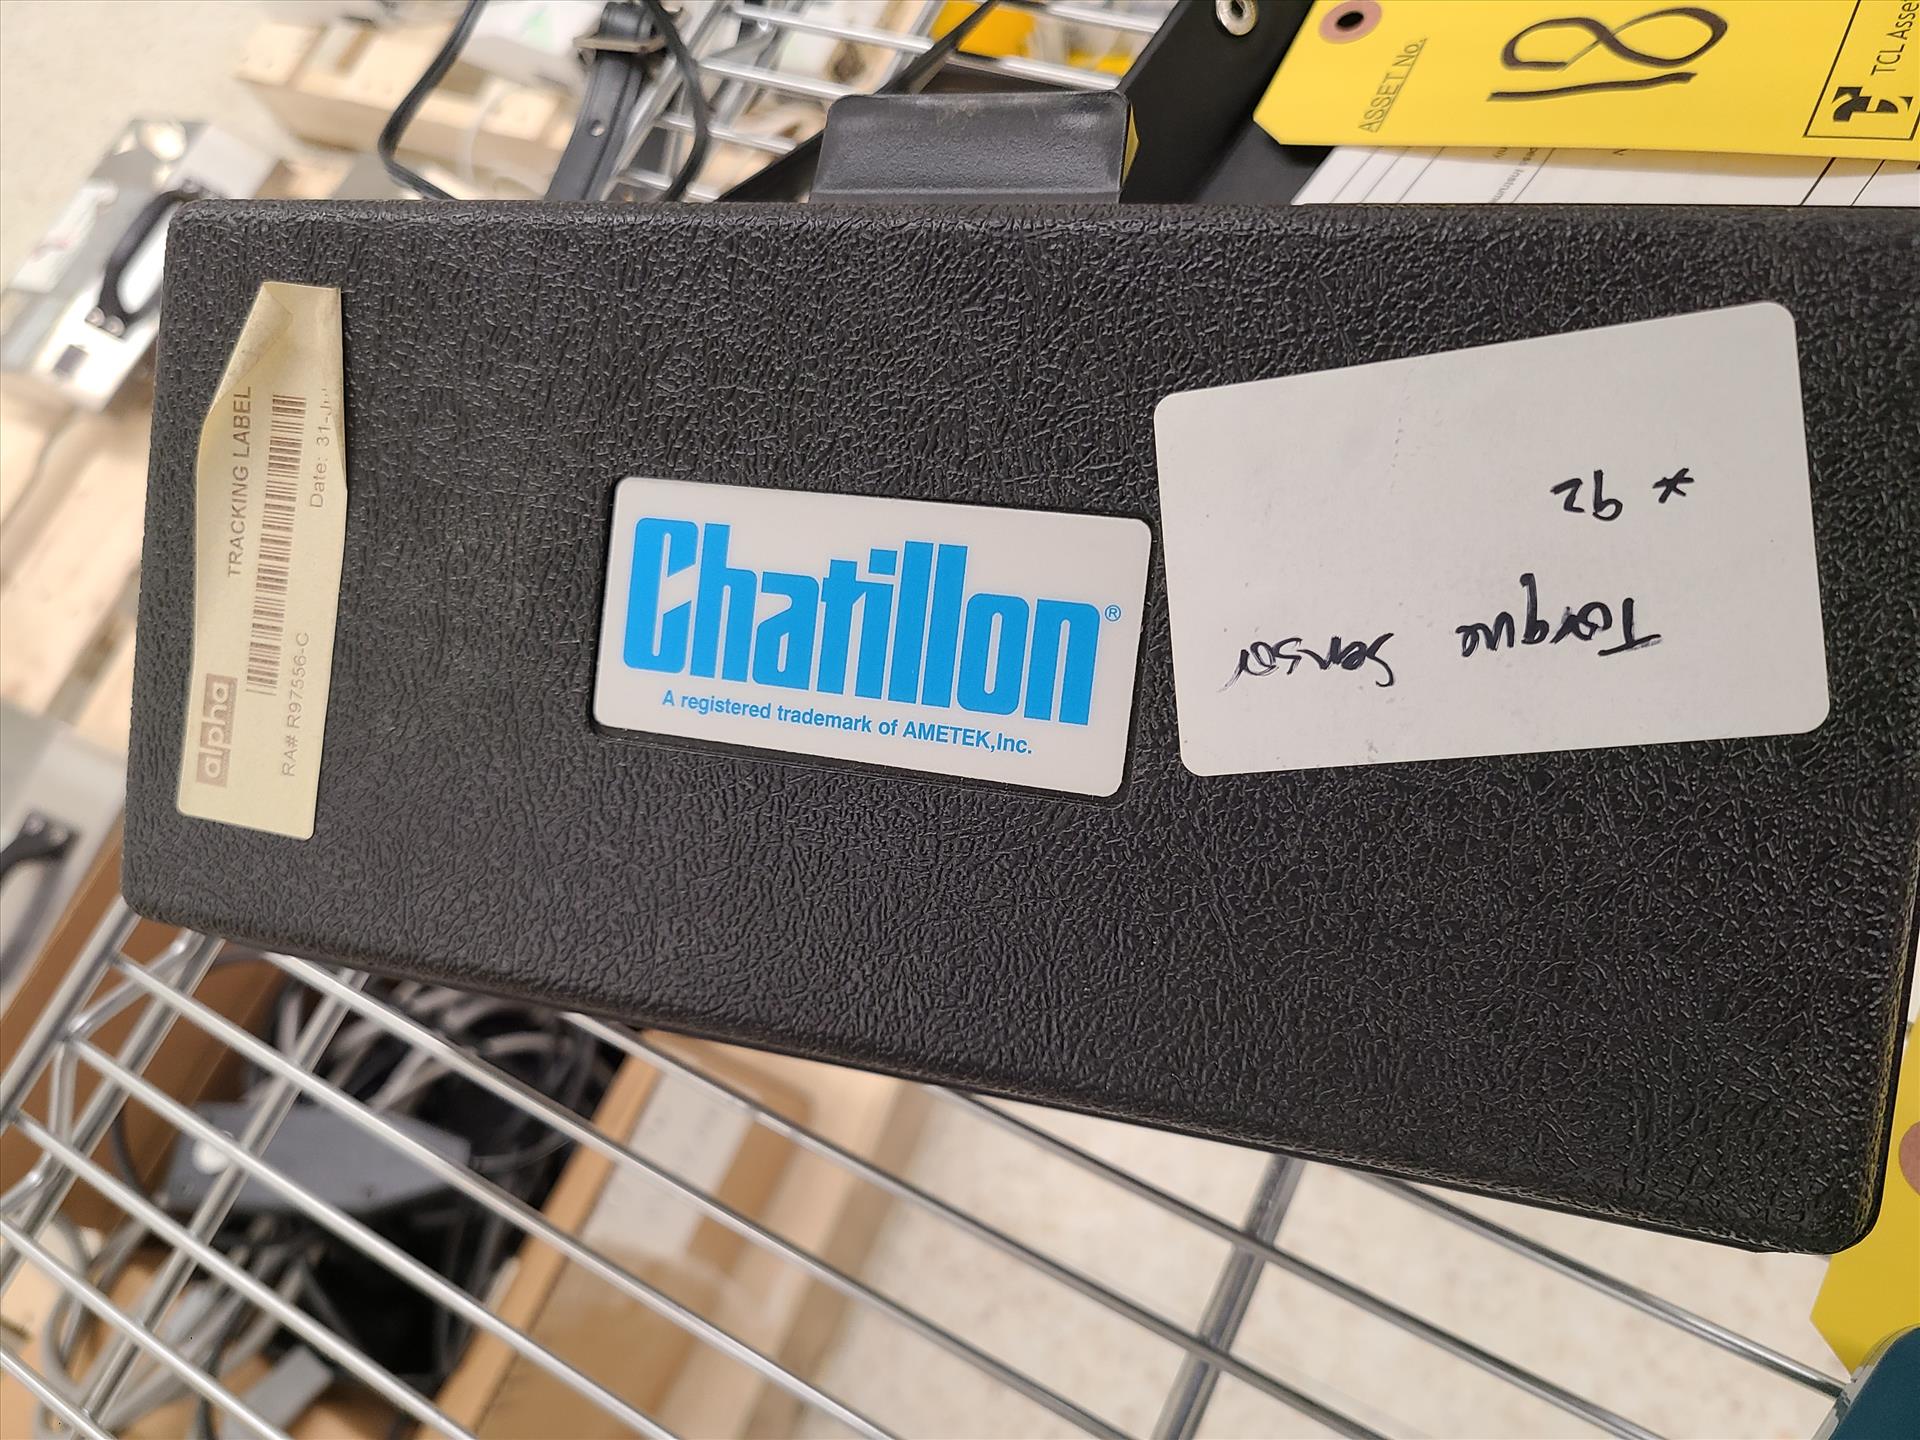 ASSET No.
18
TCL Asse
alpha
TRACKING LABEL
RA# R97556-C
Date: 31-J
Chatillon®
A registered trademark of AMETEK,Inc.
Torque Sensor
* 92